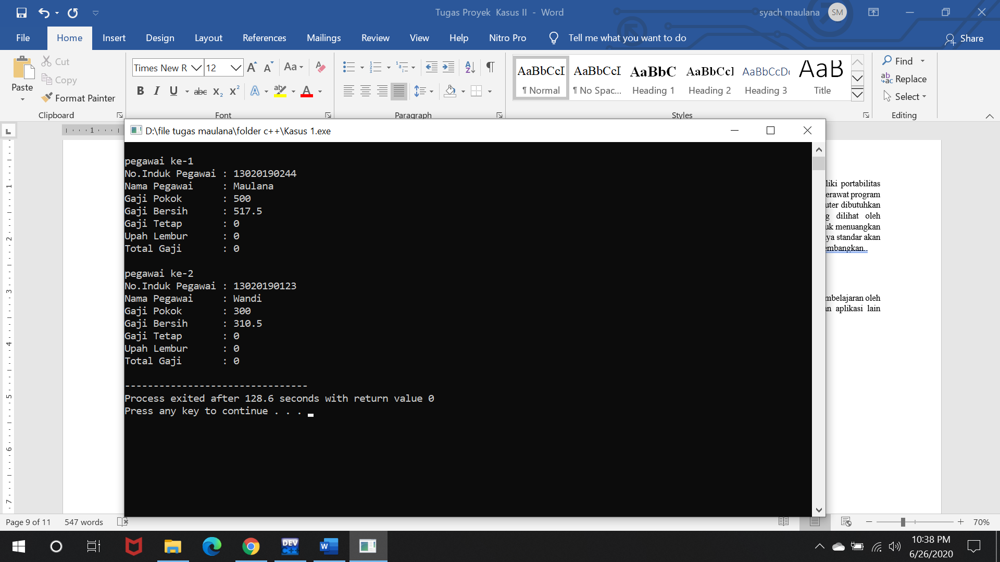 Tugas Proyek Kasus II - Word
syach maulana
SM
File Home Insert Design Layout References Mailings Review View Help Nitro Pro Tell me what you want to do Share
Paste
Cut
Copy
Format Painter
Clipboard
Times New R 12
Aa
B I U abc X2 X2 A ab A
Font
Paragraph
AaBbCcI AaBbCcI AaBbC AaBbCcI AaBbCcDc AaB
¶ Normal ¶ No Spac... Heading 1 Heading 2 Heading 3 Title
Styles
Find
Replace
Select
Editing
D:\file tugas maulana\folder c++\Kasus 1.exe
pegawai ke-1
No.Induk Pegawai : 13020190244
Nama Pegawai : Maulana
Gaji Pokok : 500
Gaji Bersih : 517.5
Gaji Tetap : 0
Upah Lembur : 0
Total Gaji : 0
pegawai ke-2
No.Induk Pegawai : 13020190123
Nama Pegawai : Wandi
Gaji Pokok : 300
Gaji Bersih : 310.5
Gaji Tetap : 0
Upah Lembur : 0
Total Gaji : 0
--------------------------------
Process exited after 128.6 seconds with return value 0
Press any key to continue . . .
liki portabilitas
erawat program
uter dibutuhkan
g dilihat oleh
uk menuangkan
ya standar akan
embangkan..
mbelajaran oleh
an aplikasi lain
Page 9 of 11 547 words
70%
DEV C++
W
10:38 PM
6/26/2020